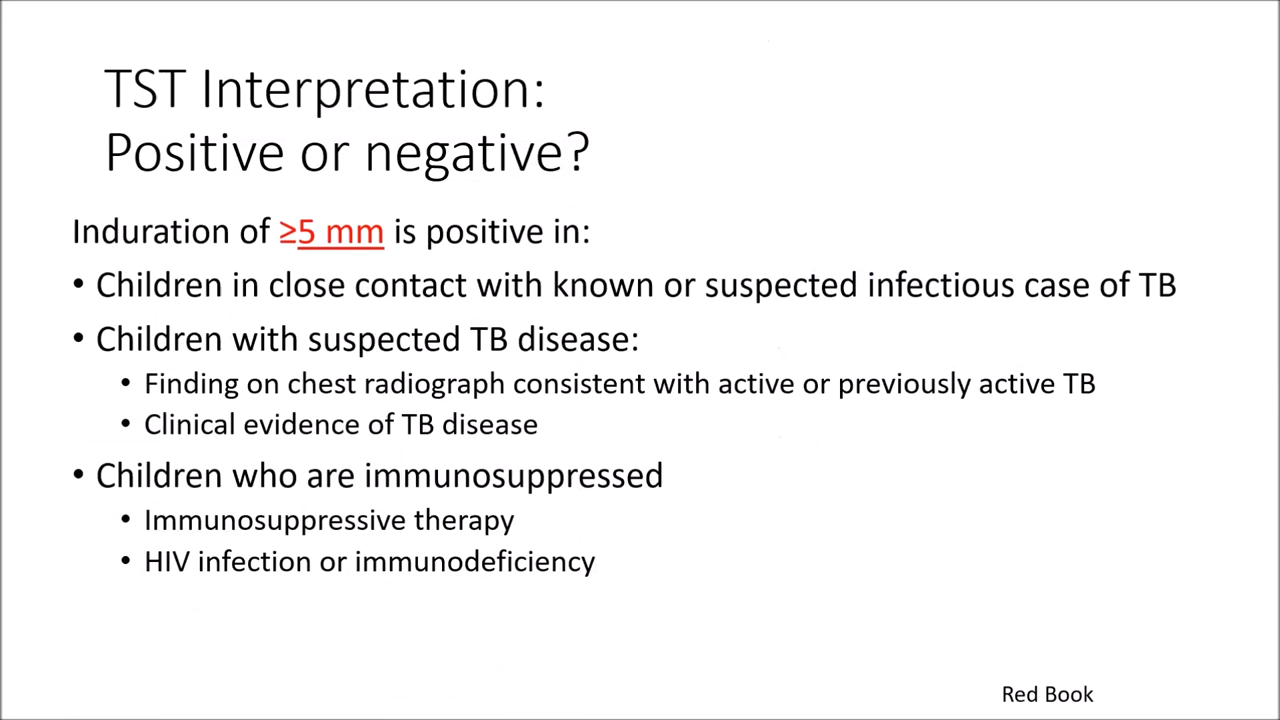 TST Interpretation:
Positive or negative?
Induration of ≥5 mm is positive in:
• Children in close contact with known or suspected infectious case of TB
• Children with suspected TB disease:
• Finding on chest radiograph consistent with active or previously active TB
• Clinical evidence of TB disease
• Children who are immunosuppressed
• Immunosuppressive therapy
• HIV infection or immunodeficiency
Red Book